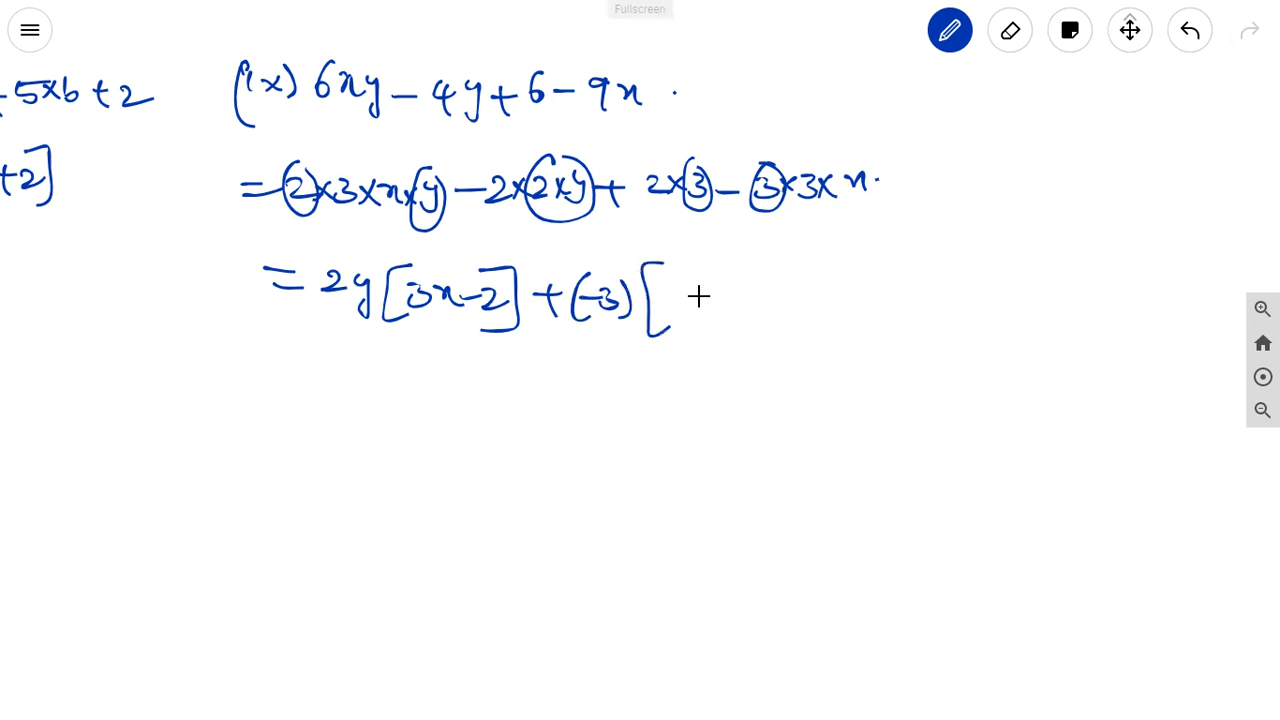 Fullscreen
- 5×b + 2
+2]
(ix) 6xy - 4y + 6 - 9x .
= 2×3×x×y - 2×2×y + 2×3 - 3×3×x.
= 2y[3x-2] + (-3)[